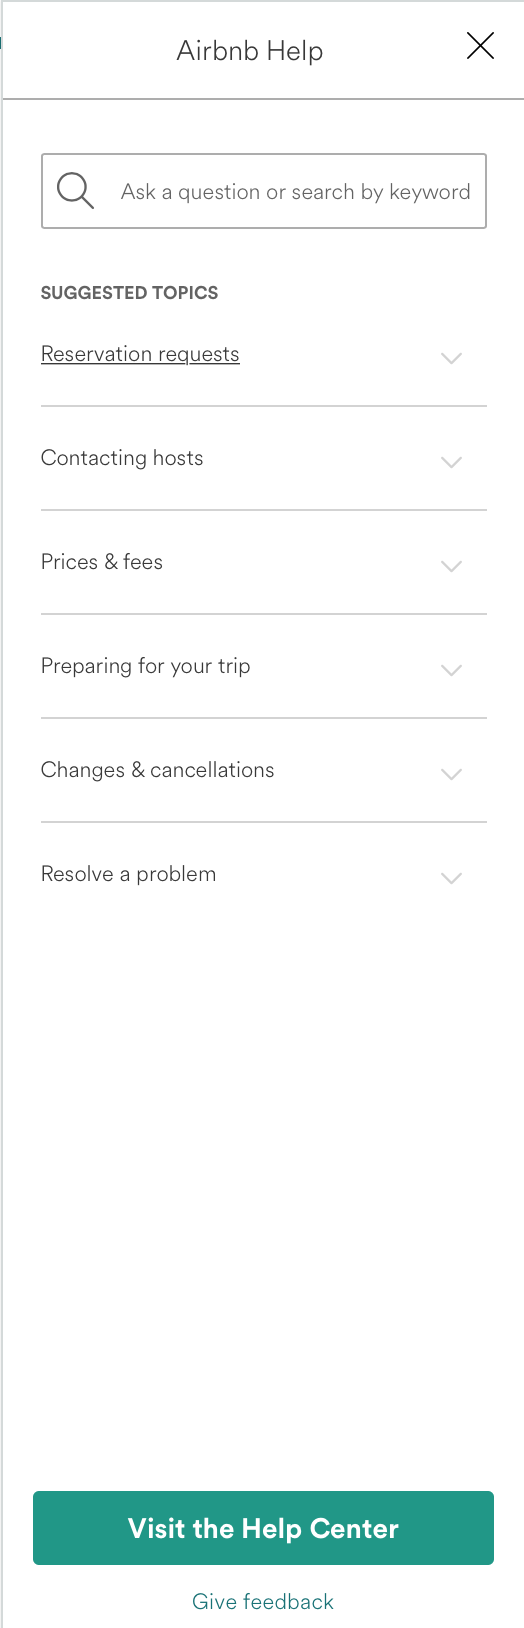 Airbnb Help
Ask a question or search by keyword
SUGGESTED TOPICS
Reservation requests
Contacting hosts
Prices & fees
Preparing for your trip
Changes & cancellations
Resolve a problem
Visit the Help Center
Give feedback